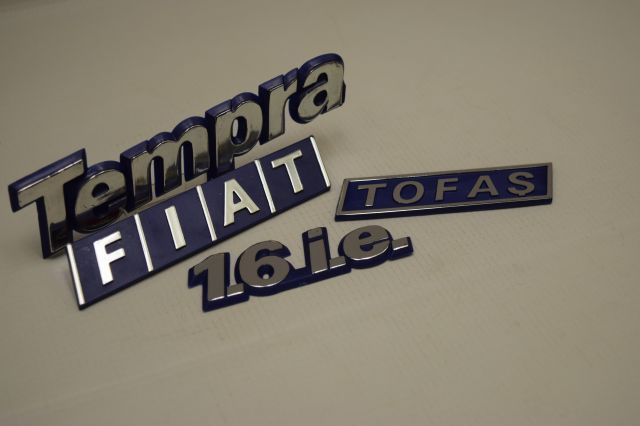 Tempra
FIAT
TOFAŞ
1.6 i.e.